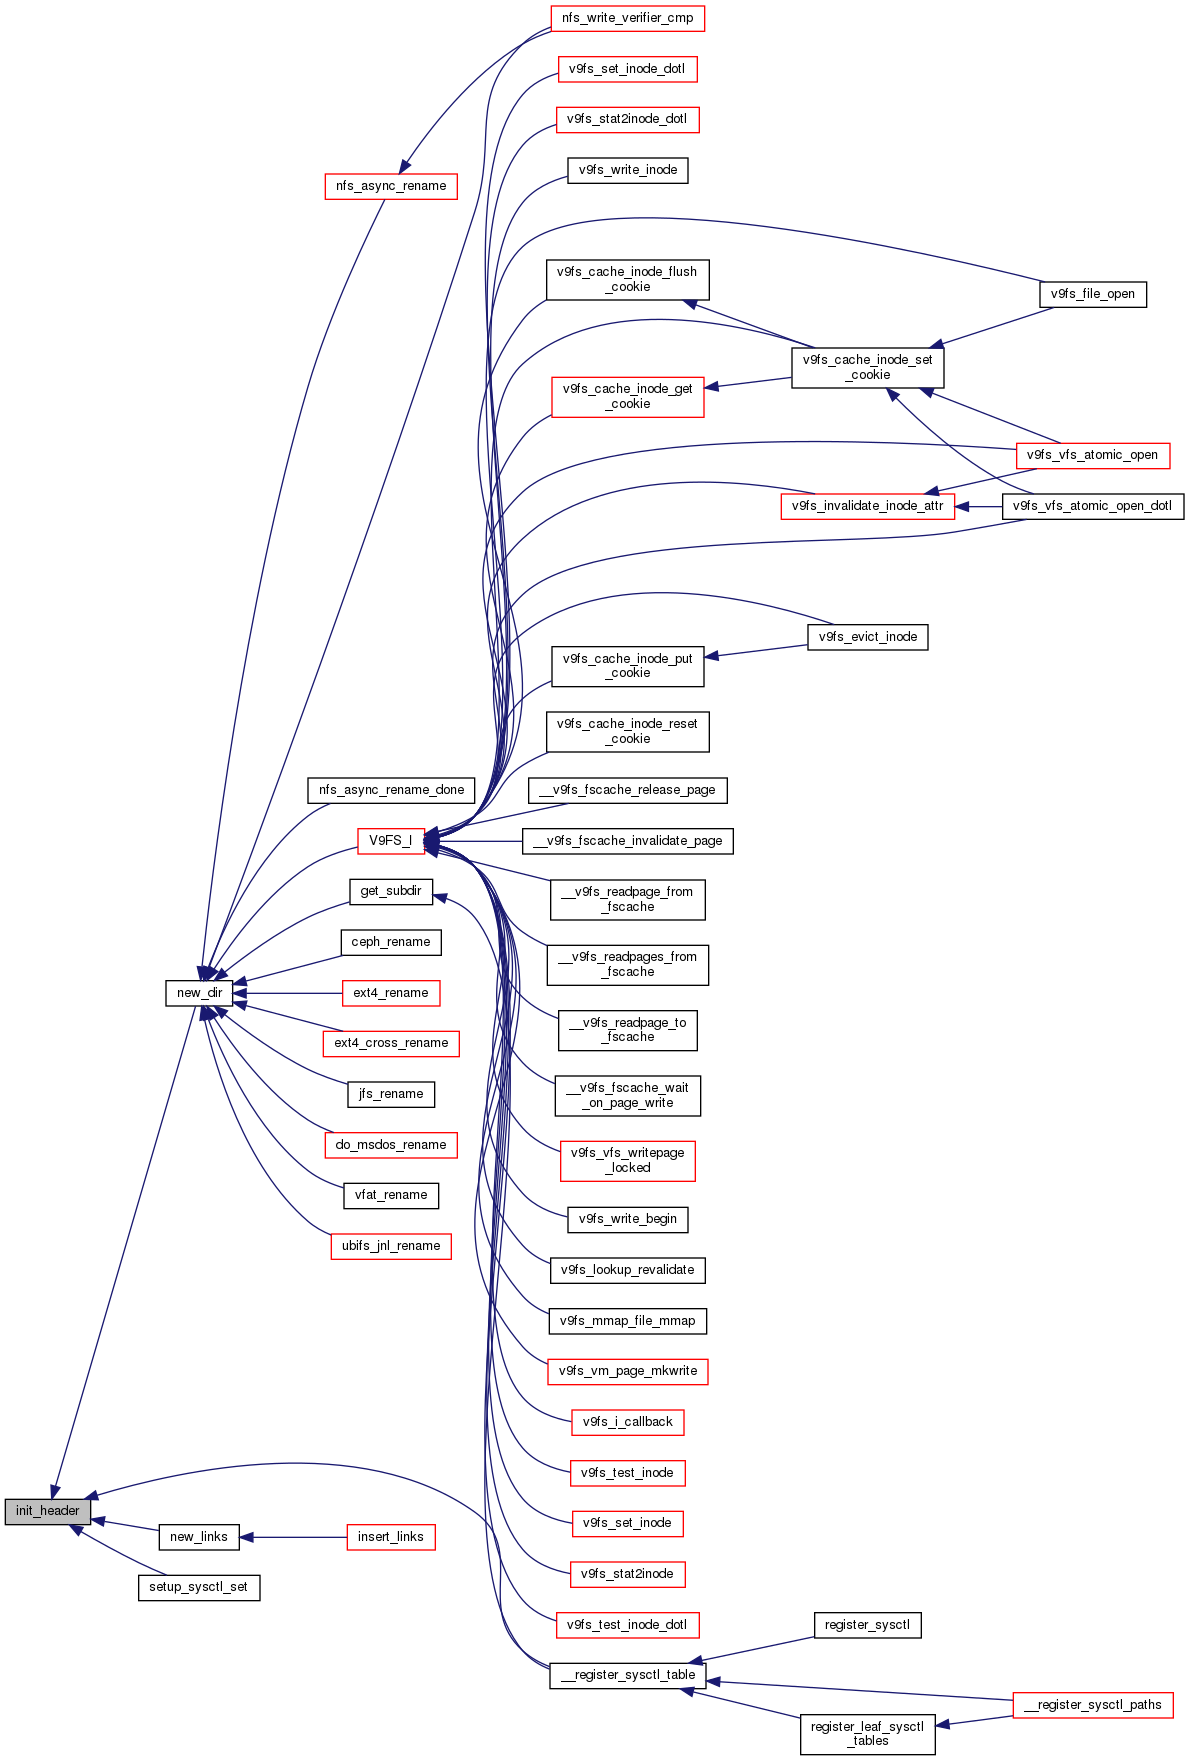 nfs_write_verifier_cmp
v9fs_set_inode_dotl
v9fs_stat2inode_dotl
v9fs_write_inode
nfs_async_rename
v9fs_cache_inode_flush
_cookie
v9fs_file_open
v9fs_cache_inode_set
_cookie
v9fs_cache_inode_get
_cookie
v9fs_vfs_atomic_open
v9fs_invalidate_inode_attr
v9fs_vfs_atomic_open_dotl
v9fs_evict_inode
v9fs_cache_inode_put
_cookie
v9fs_cache_inode_reset
_cookie
nfs_async_rename_done
__v9fs_fscache_release_page
V9FS_I
__v9fs_fscache_invalidate_page
get_subdir
__v9fs_readpage_from
_fscache
ceph_rename
__v9fs_readpages_from
_fscache
new_dir
ext4_rename
__v9fs_readpage_to
_fscache
ext4_cross_rename
jfs_rename
__v9fs_fscache_wait
_on_page_write
do_msdos_rename
v9fs_vfs_writepage
_locked
vfat_rename
v9fs_write_begin
ubifs_jnl_rename
v9fs_lookup_revalidate
v9fs_mmap_file_mmap
v9fs_vm_page_mkwrite
v9fs_i_callback
v9fs_test_inode
init_header
v9fs_set_inode
new_links
insert_links
v9fs_stat2inode
setup_sysctl_set
v9fs_test_inode_dotl
register_sysctl
__register_sysctl_table
__register_sysctl_paths
register_leaf_sysctl
_tables